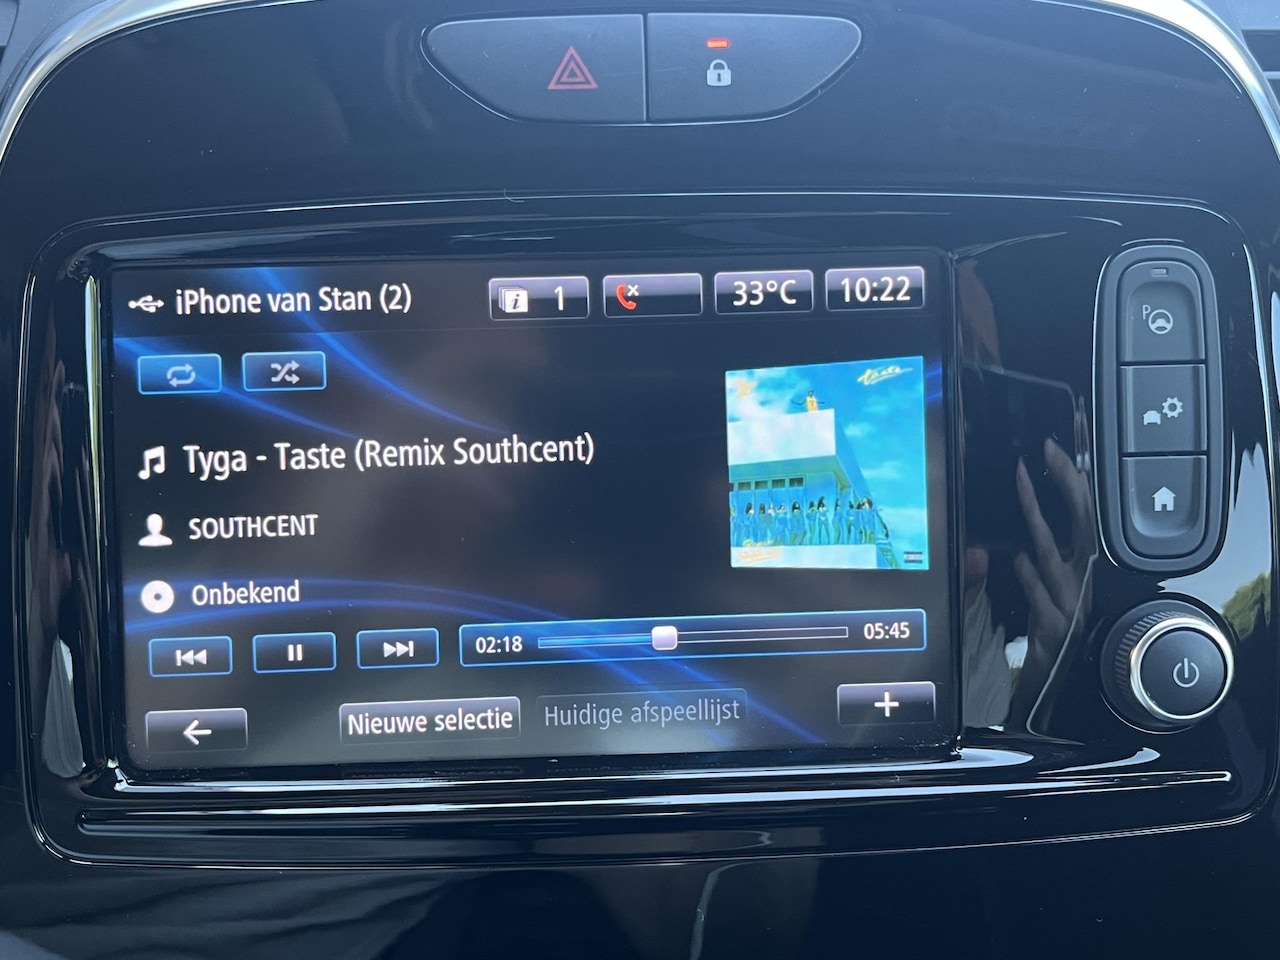 iPhone van Stan (2)
1
33°C
10:22
taste
Tyga - Taste (Remix Southcent)
SOUTHCENT
Onbekend
02:18
05:45
Nieuwe selectie
Huidige afspeellijst
P